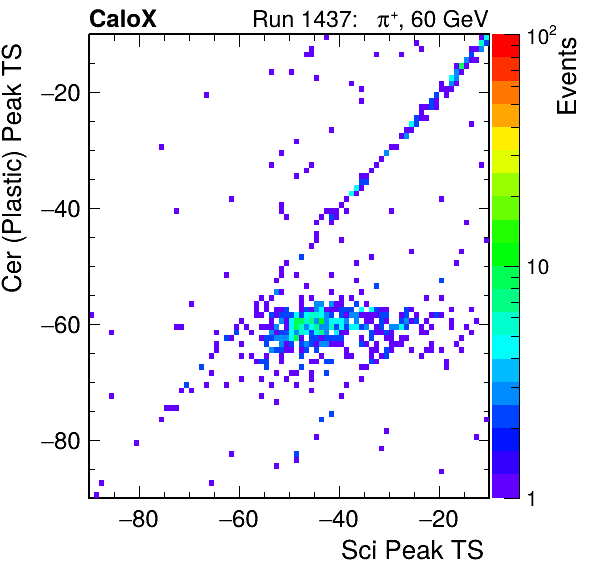 CaloX Run 1437: π⁺, 60 GeV
Cer (Plastic) Peak TS
−20
−40
−60
−80
−80 −60 −40 −20
Sci Peak TS
10²
10
1
Events